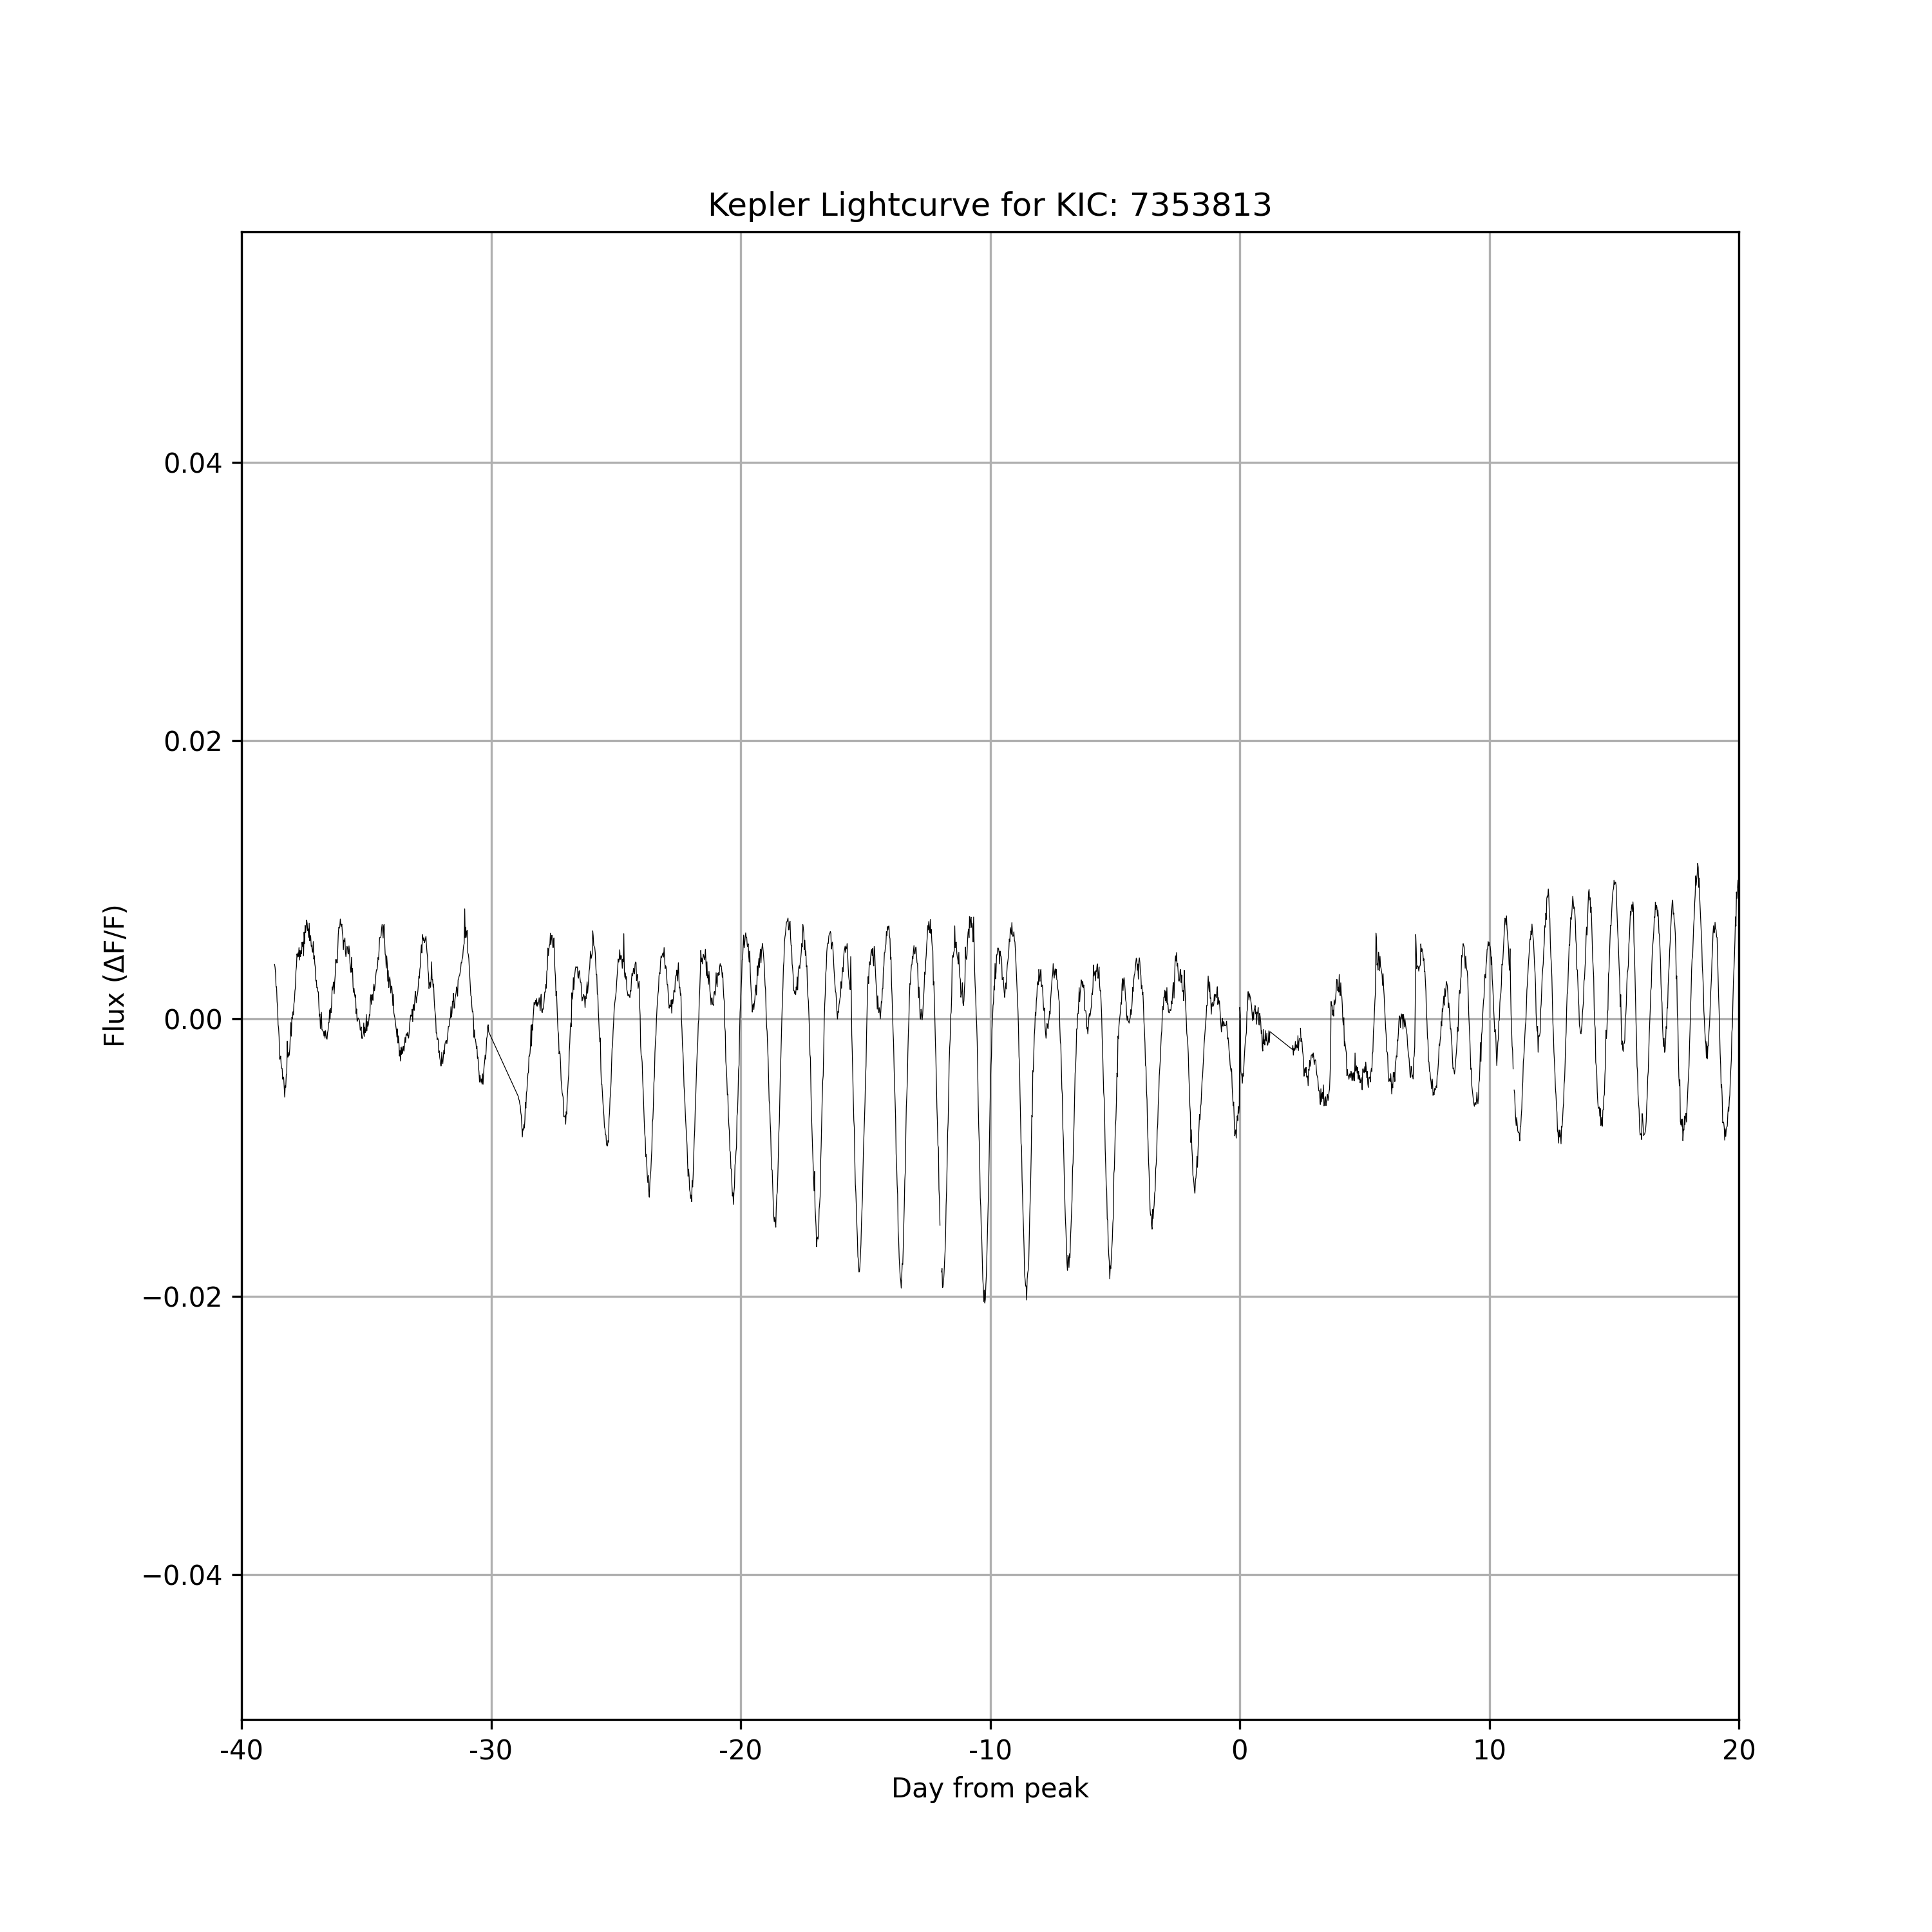 Kepler Lightcurve for KIC: 7353813
Flux (ΔF/F)
0.04
0.02
0.00
−0.02
−0.04
-40 -30 -20 -10 0 10 20
Day from peak